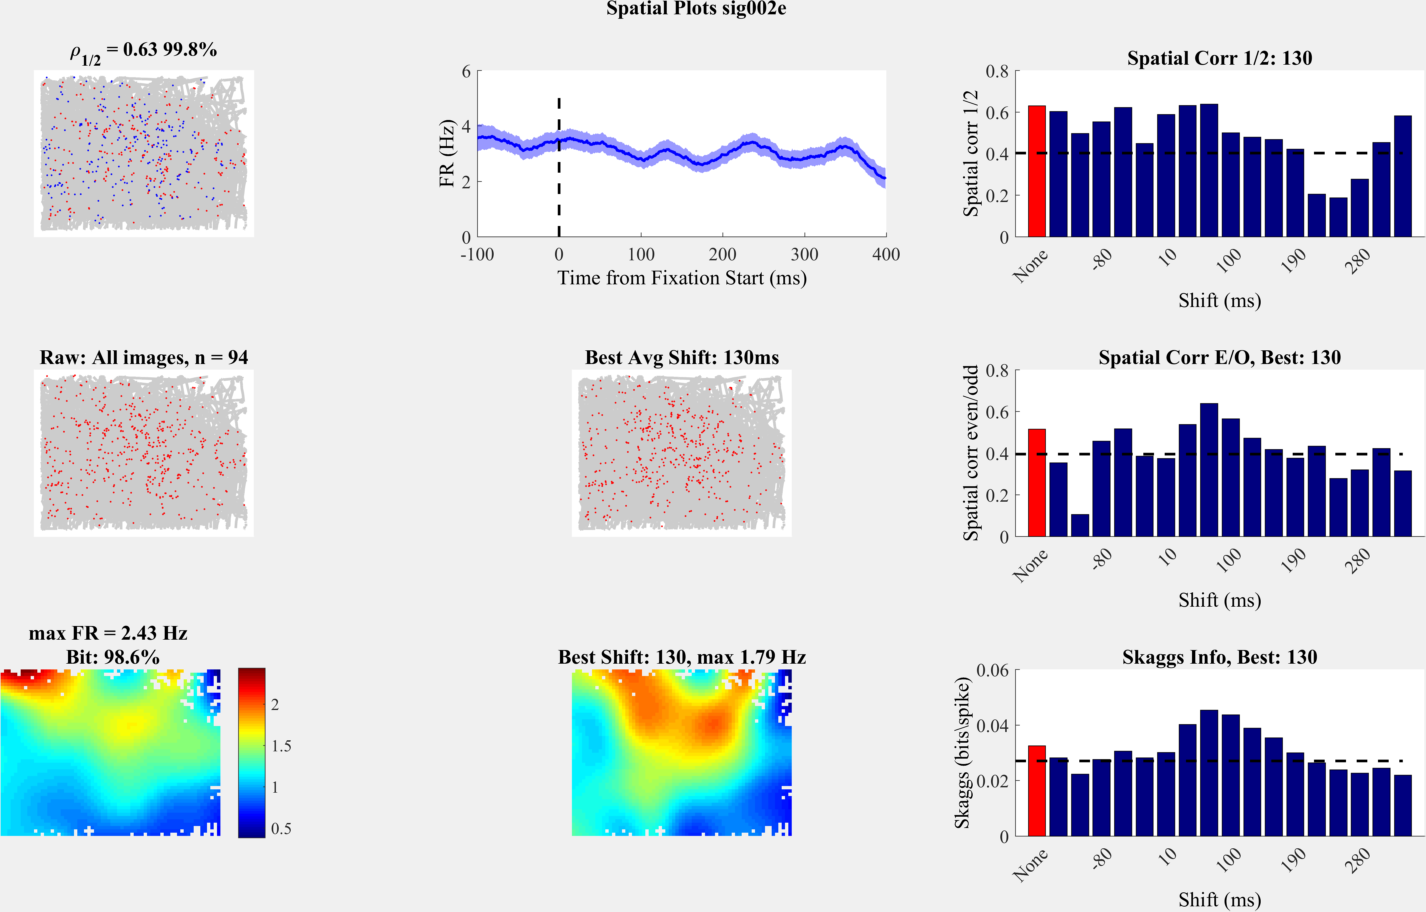 Spatial Plots sig002e
ρ1/2 = 0.63 99.8%
6
4
2
0
FR (Hz)
-100
0
100
200
300
400
Time from Fixation Start (ms)
Spatial Corr 1/2: 130
0.8
0.6
0.4
0.2
0
Spatial corr 1/2
None
-80
10
100
190
280
Shift (ms)
Raw: All images, n = 94
Best Avg Shift: 130ms
Spatial Corr E/O, Best: 130
0.8
0.6
0.4
0.2
0
Spatial corr even/odd
None
-80
10
100
190
280
Shift (ms)
max FR = 2.43 Hz
Bit: 98.6%
2
1.5
1
0.5
Best Shift: 130, max 1.79 Hz
Skaggs Info, Best: 130
0.06
0.04
0.02
0
Skaggs (bits\spike)
None
-80
10
100
190
280
Shift (ms)